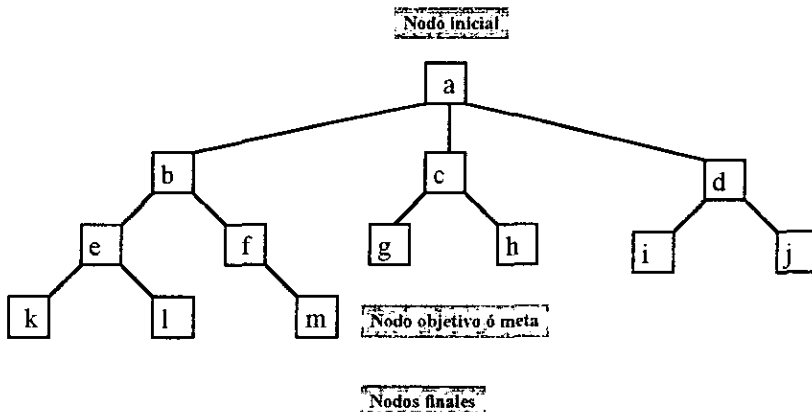 Nodo inicial
a
b
c
d
e
f
g
h
i
j
k
l
m
Nodo objetivo ó meta
Nodos finales